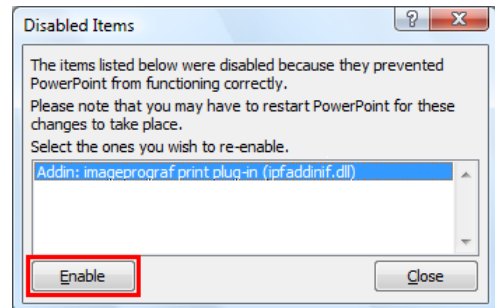 Disabled Items
The items listed below were disabled because they prevented
PowerPoint from functioning correctly.
Please note that you may have to restart PowerPoint for these
changes to take place.
Select the ones you wish to re-enable.
Addin: imageprograf print plug-in (ipfaddinif.dll)
Enable
Close